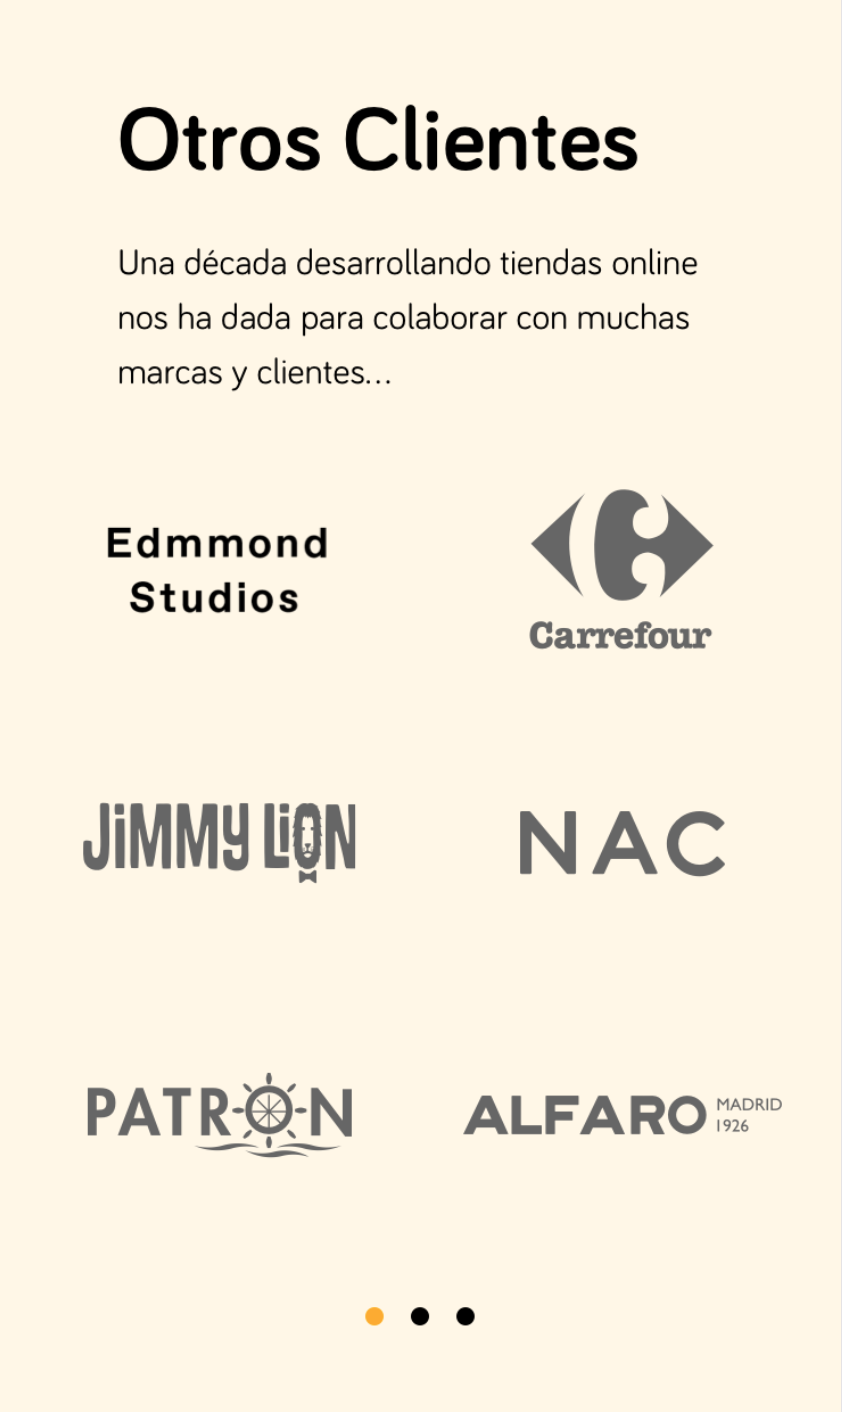 Otros Clientes
Una década desarrollando tiendas online
nos ha dada para colaborar con muchas
marcas y clientes...
Edmmond
Studios
Carrefour
JiMMY LiON
NAC
PATRON
ALFARO MADRID
1926